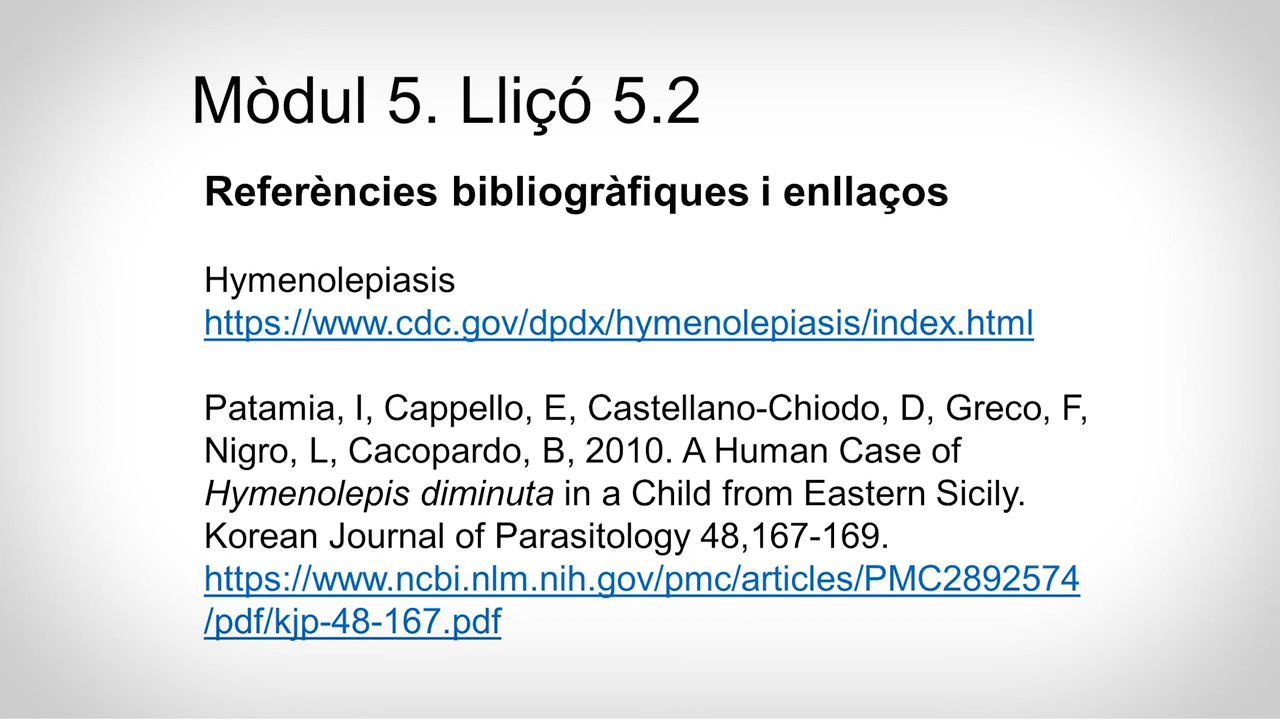 Mòdul 5. Lliçó 5.2
Referències bibliogràfiques i enllaços
Hymenolepiasis
https://www.cdc.gov/dpdx/hymenolepiasis/index.html
Patamia, I, Cappello, E, Castellano-Chiodo, D, Greco, F,
Nigro, L, Cacopardo, B, 2010. A Human Case of
Hymenolepis diminuta in a Child from Eastern Sicily.
Korean Journal of Parasitology 48,167-169.
https://www.ncbi.nlm.nih.gov/pmc/articles/PMC2892574
/pdf/kjp-48-167.pdf